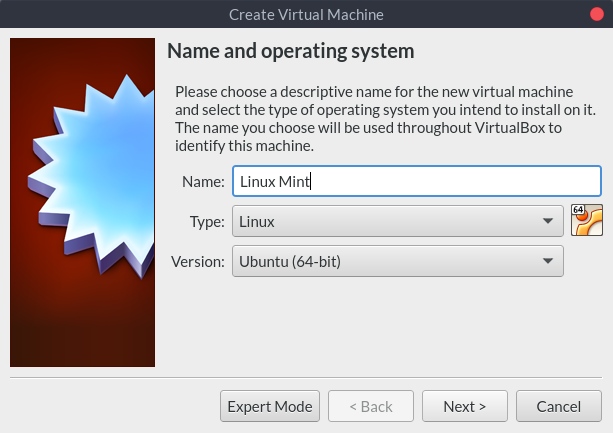 Create Virtual Machine
Name and operating system
Please choose a descriptive name for the new virtual machine
and select the type of operating system you intend to install on it.
The name you choose will be used throughout VirtualBox to
identify this machine.
Name: Linux Mint
Type: Linux
64
Version: Ubuntu (64-bit)
Expert Mode < Back Next > Cancel